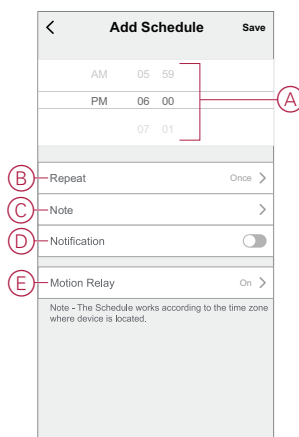 Add Schedule Save
AM 05 59
PM 06 00
07 01
A
B Repeat Once
C Note
D Notification
E Motion Relay On
Note - The Schedule works according to the time zone
where device is located.